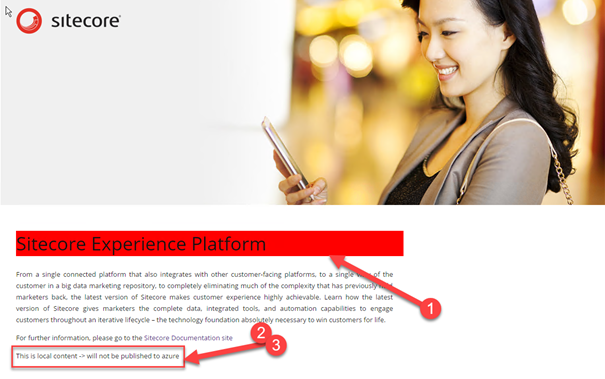 sitecore
Sitecore Experience Platform
1
From a single connected platform that also integrates with other customer-facing platforms, to a single view of the
customer in a big data marketing repository, to completely eliminating much of the complexity that has previously held
marketers back, the latest version of Sitecore makes customer experience highly achievable. Learn how the latest
version of Sitecore gives marketers the complete data, integrated tools, and automation capabilities to engage
customers throughout an iterative lifecycle – the technology foundation absolutely necessary to win customers for life.
For further information, please go to the Sitecore Documentation site
2
3
This is local content -> will not be published to azure